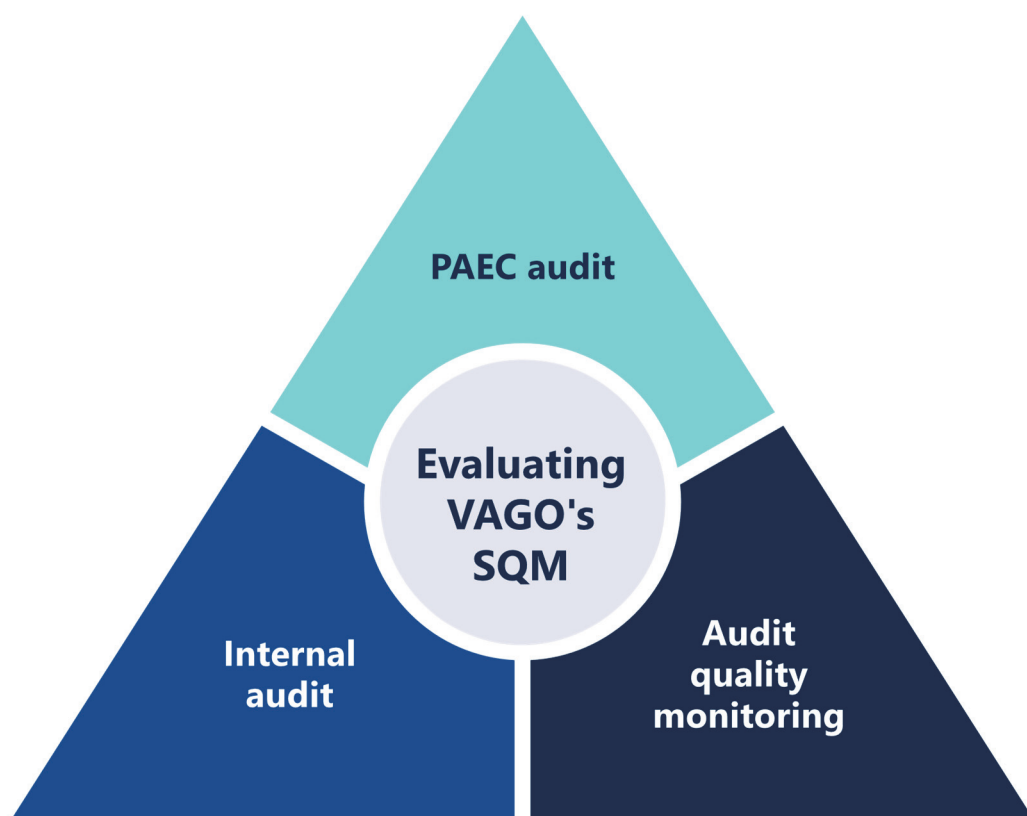 PAEC audit
Evaluating
VAGO's
SQM
Internal
audit
Audit
quality
monitoring